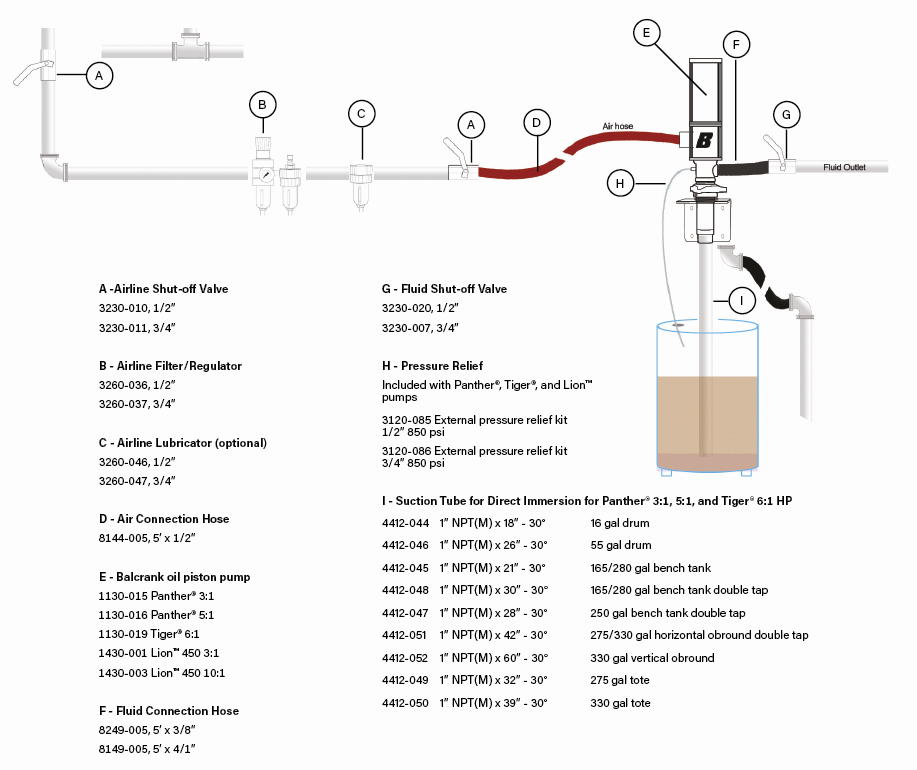 A
B
C
A
D
Air hose
E
F
G
H
I
B
Fluid Outlet
A -Airline Shut-off Valve
3230-010, 1/2"
3230-011, 3/4"
B - Airline Filter/Regulator
3260-036, 1/2"
3260-037, 3/4"
C - Airline Lubricator (optional)
3260-046, 1/2"
3260-047, 3/4"
D - Air Connection Hose
8144-005, 5' x 1/2"
E - Balcrank oil piston pump
1130-015 Panther® 3:1
1130-016 Panther® 5:1
1130-019 Tiger® 6:1
1430-001 Lion™ 450 3:1
1430-003 Lion™ 450 10:1
F - Fluid Connection Hose
8249-005, 5' x 3/8"
8149-005, 5' x 4/1"
G - Fluid Shut-off Valve
3230-020, 1/2"
3230-007, 3/4"
H - Pressure Relief
Included with Panther®, Tiger®, and Lion™
pumps
3120-085 External pressure relief kit
1/2" 850 psi
3120-086 External pressure relief kit
3/4" 850 psi
I - Suction Tube for Direct Immersion for Panther® 3:1, 5:1, and Tiger® 6:1 HP
4412-044 1" NPT(M) x 18" - 30° 16 gal drum
4412-046 1" NPT(M) x 26" - 30° 55 gal drum
4412-045 1" NPT(M) x 21" - 30° 165/280 gal bench tank
4412-048 1" NPT(M) x 30" - 30° 165/280 gal bench tank double tap
4412-047 1" NPT(M) x 28" - 30° 250 gal bench tank double tap
4412-051 1" NPT(M) x 42" - 30° 275/330 gal horizontal obround double tap
4412-052 1" NPT(M) x 60" - 30° 330 gal vertical obround
4412-049 1" NPT(M) x 32" - 30° 275 gal tote
4412-050 1" NPT(M) x 39" - 30° 330 gal tote